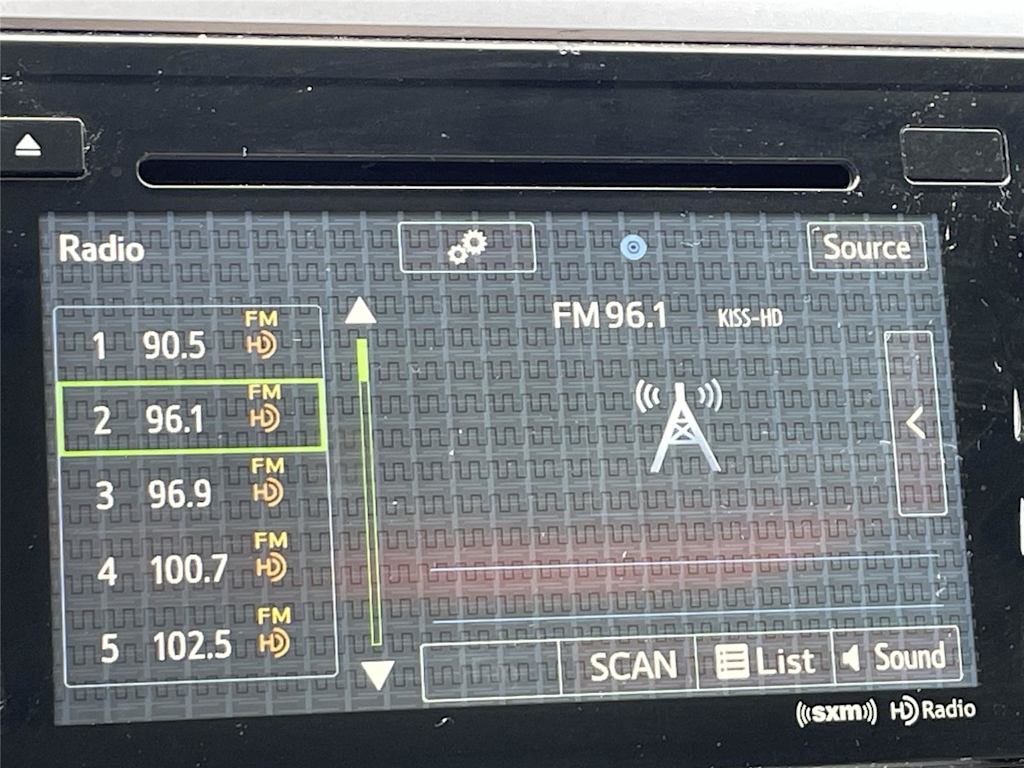 Radio
Source
FM 96.1 KISS-HD
1 90.5 FM HD
2 96.1 FM HD
3 96.9 FM HD
4 100.7 FM HD
5 102.5 FM HD
SCAN List Sound
((sxm)) HD Radio